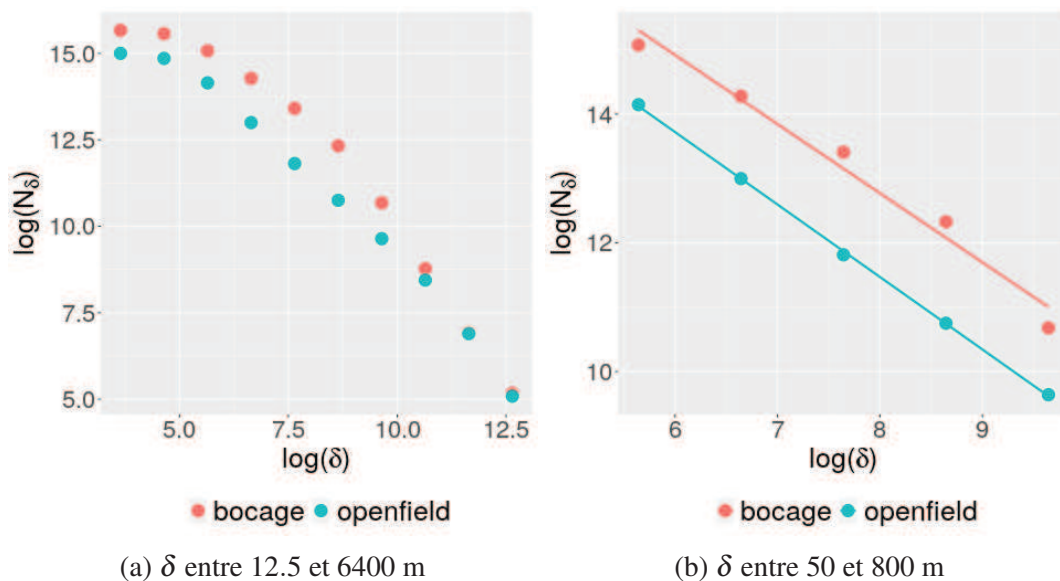 15.0
12.5
10.0
7.5
5.0
log(Nδ)
5.0 7.5 10.0 12.5
log(δ)
bocage openfield
(a) δ entre 12.5 et 6400 m
14
12
10
log(Nδ)
6 7 8 9
log(δ)
bocage openfield
(b) δ entre 50 et 800 m